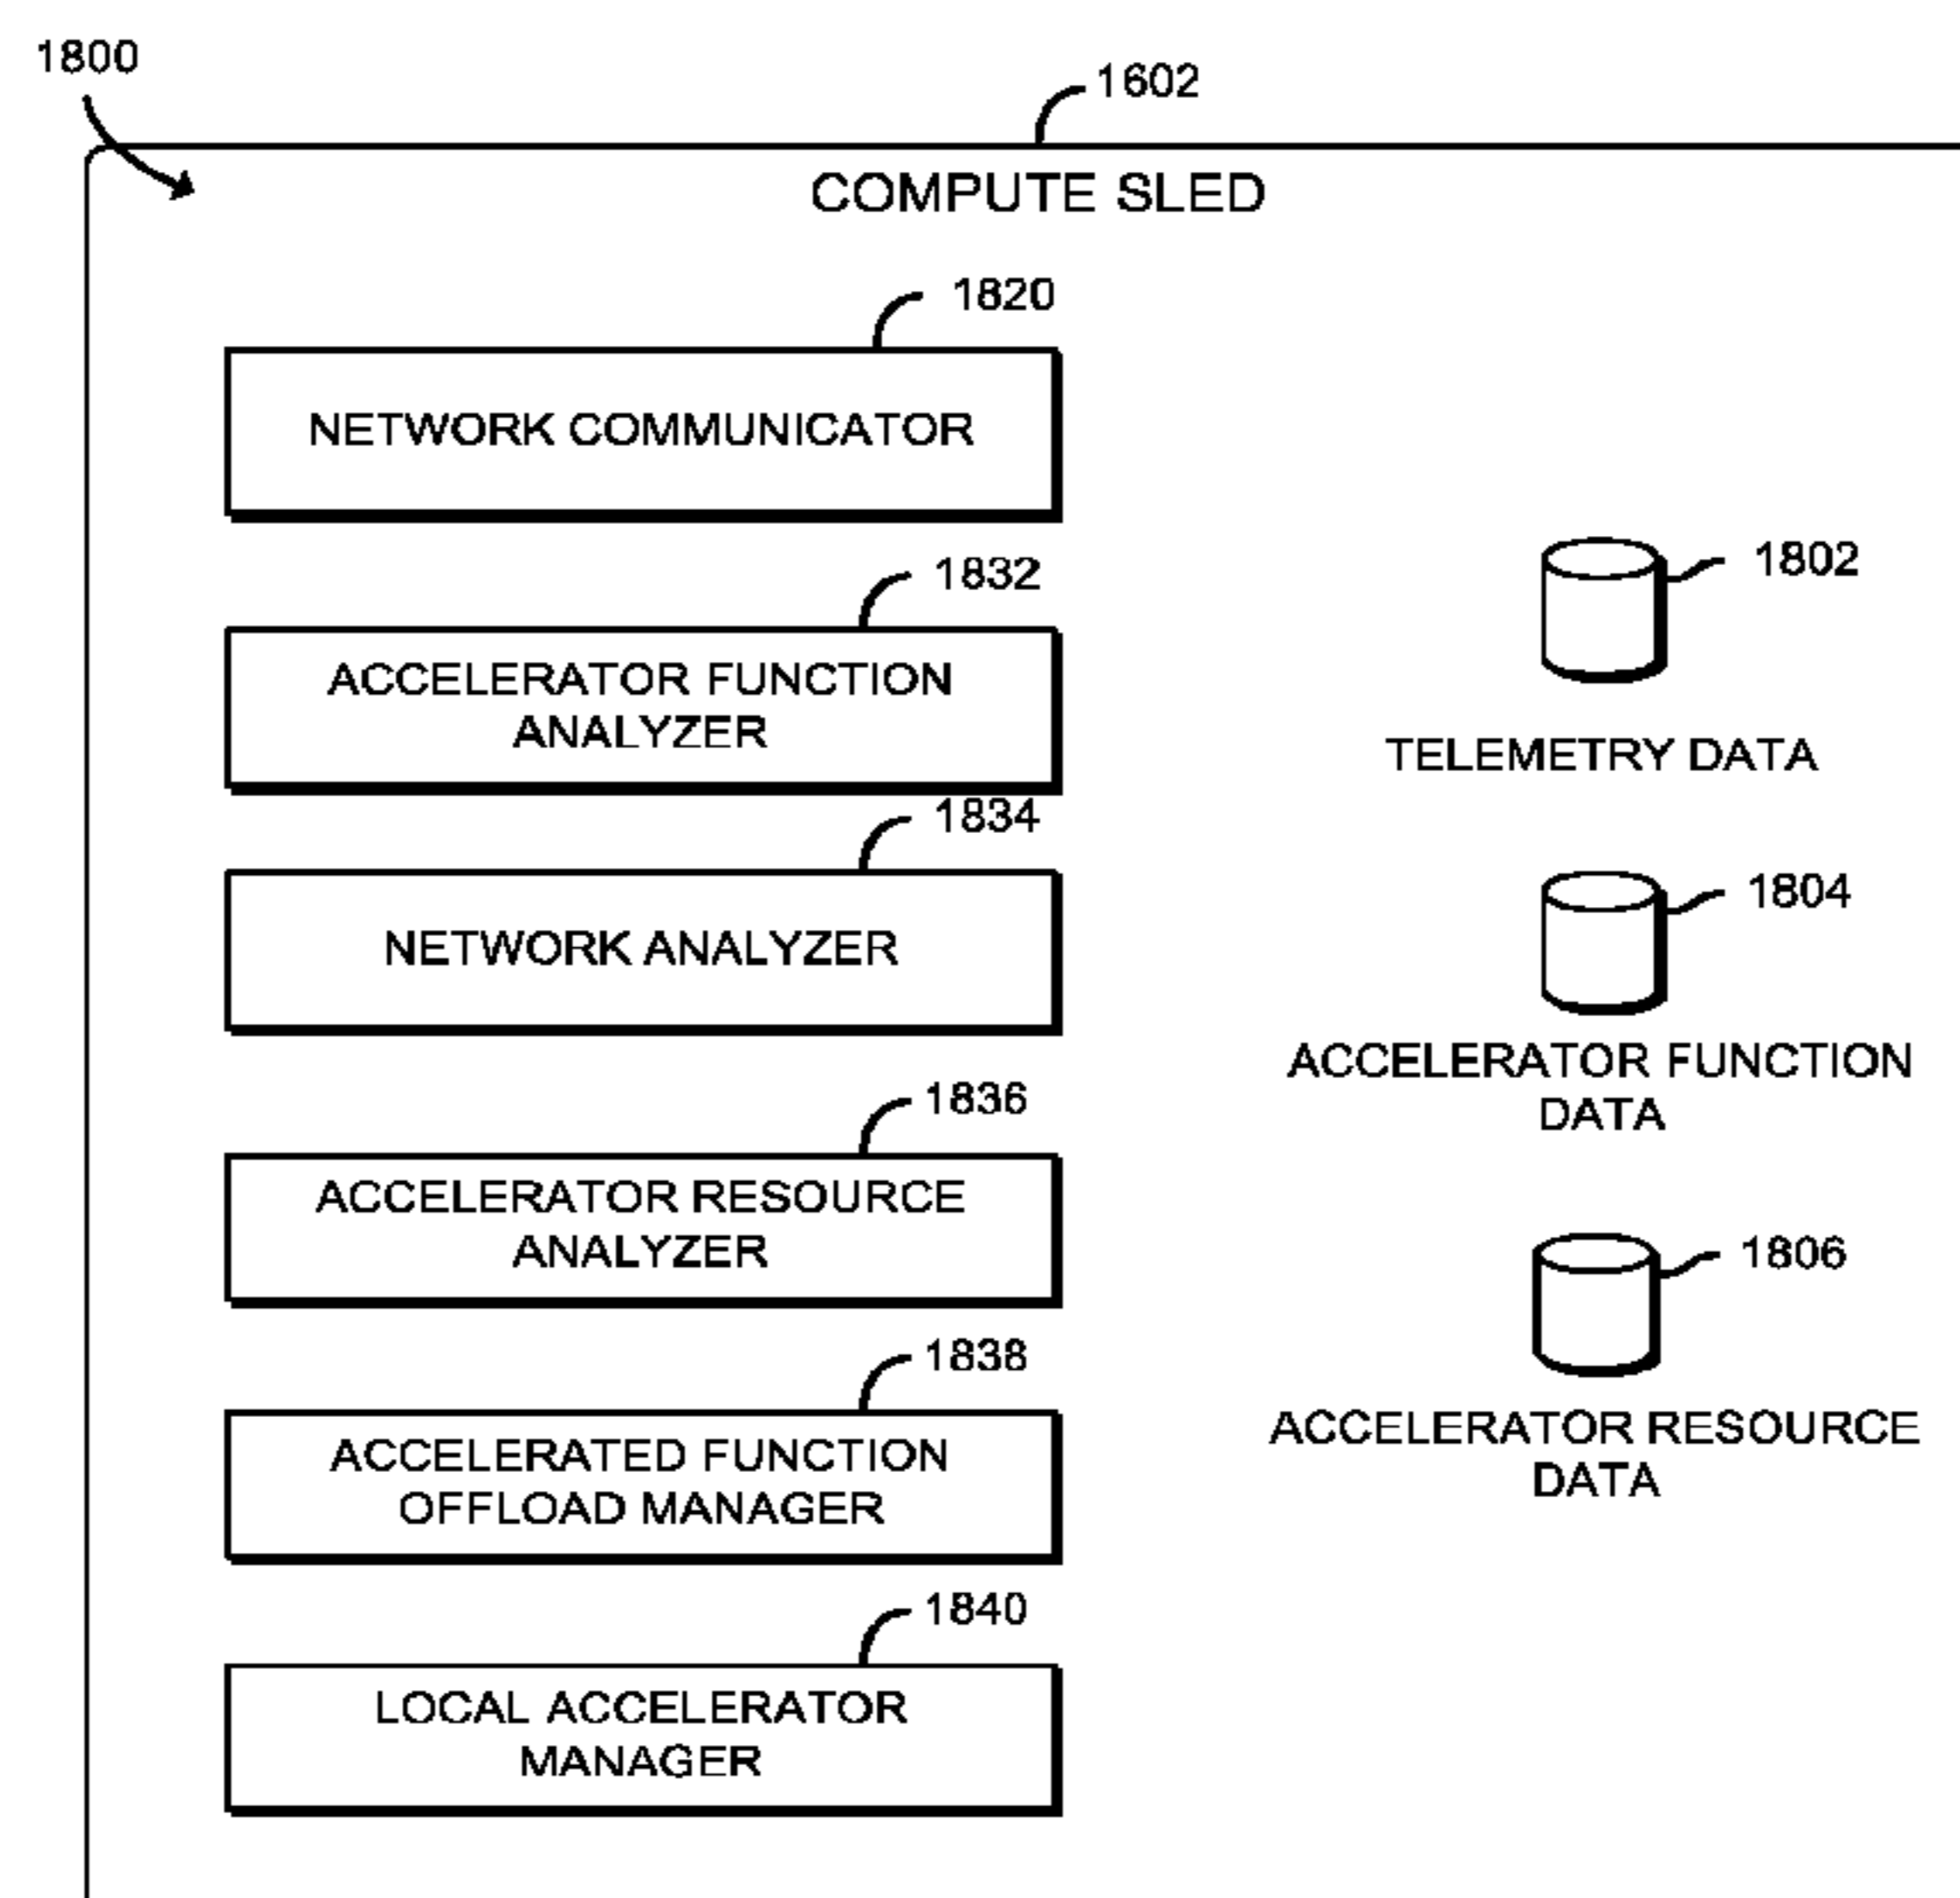 1800
1602
COMPUTE SLED
1820
NETWORK COMMUNICATOR
1832
ACCELERATOR FUNCTION
ANALYZER
1834
NETWORK ANALYZER
1836
ACCELERATOR RESOURCE
ANALYZER
1838
ACCELERATED FUNCTION
OFFLOAD MANAGER
1840
LOCAL ACCELERATOR
MANAGER
1802
TELEMETRY DATA
1804
ACCELERATOR FUNCTION
DATA
1806
ACCELERATOR RESOURCE
DATA